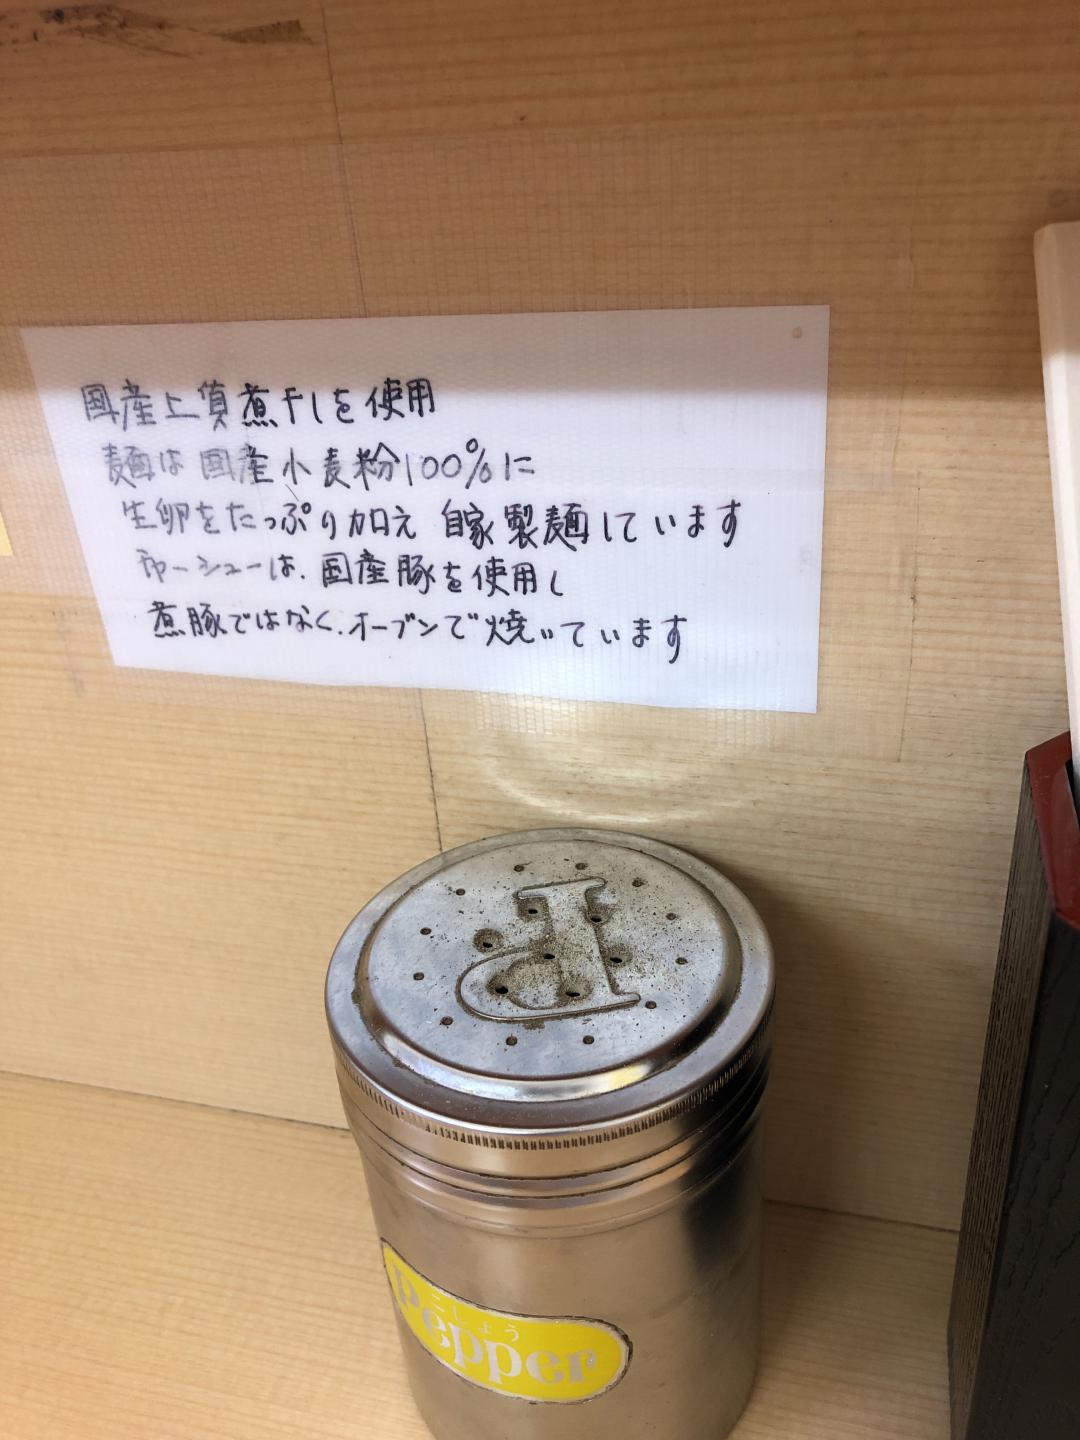 国産上質煮干しを使用
麺は国産小麦粉100%に
生卵をたっぷり加え 自家製麺しています
チャーシューは、国産豚を使用し
煮豚ではなく、オーブンで焼いています
P
こしょう
Pepper